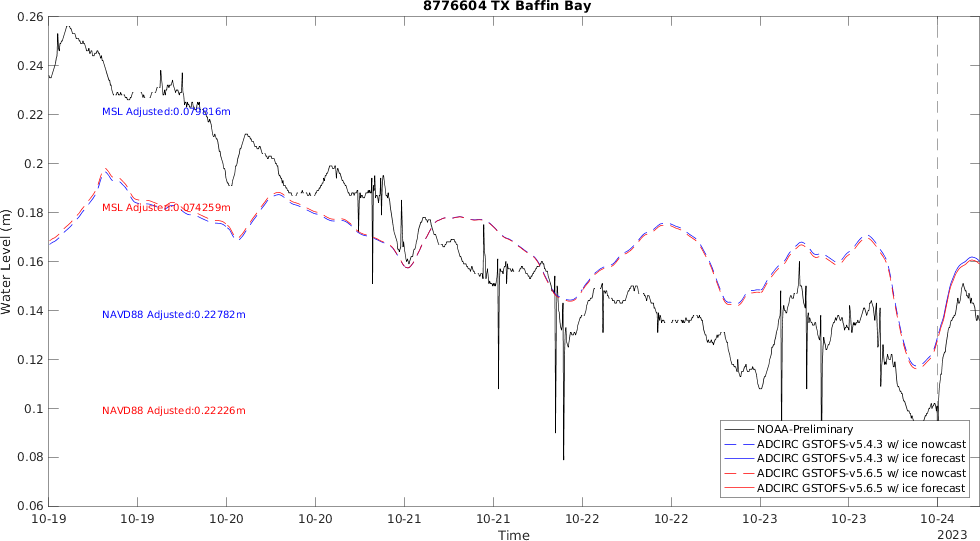 8776604 TX Baffin Bay
0.26
0.24
0.22
0.2
0.18
0.16
0.14
0.12
0.1
0.08
0.06
Water Level (m)
MSL Adjusted:0.079816m
MSL Adjusted:0.074259m
NAVD88 Adjusted:0.22782m
NAVD88 Adjusted:0.22226m
NOAA-Preliminary
ADCIRC GSTOFS-v5.4.3 w/ ice nowcast
ADCIRC GSTOFS-v5.4.3 w/ ice forecast
ADCIRC GSTOFS-v5.6.5 w/ ice nowcast
ADCIRC GSTOFS-v5.6.5 w/ ice forecast
10-19 10-19 10-20 10-20 10-21 10-21 10-22 10-22 10-23 10-23 10-24
Time
2023